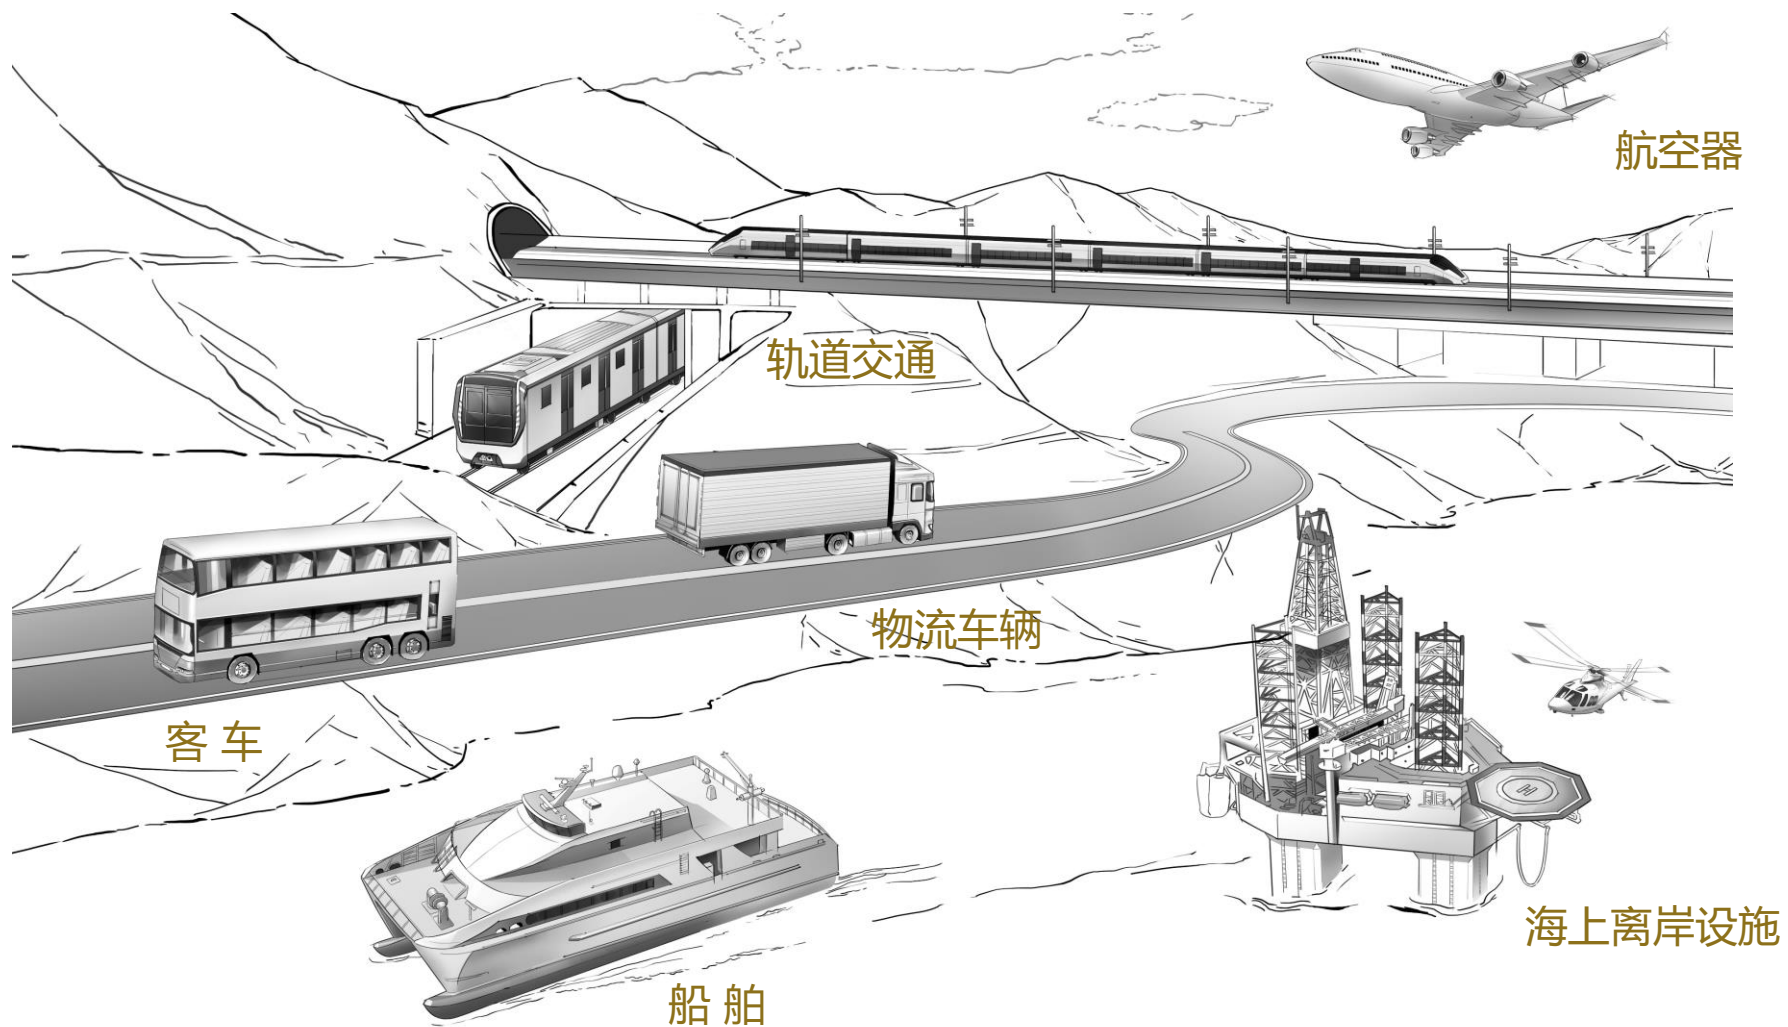 航空器
轨道交通
物流车辆
客 车
海上离岸设施
船 舶
H